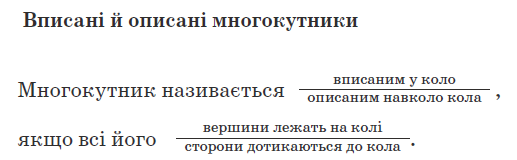 Вписані й описані многокутники
Многокутник називається вписаним у коло / описаним навколо кола ,
якщо всі його вершини лежать на колі / сторони дотикаються до кола .